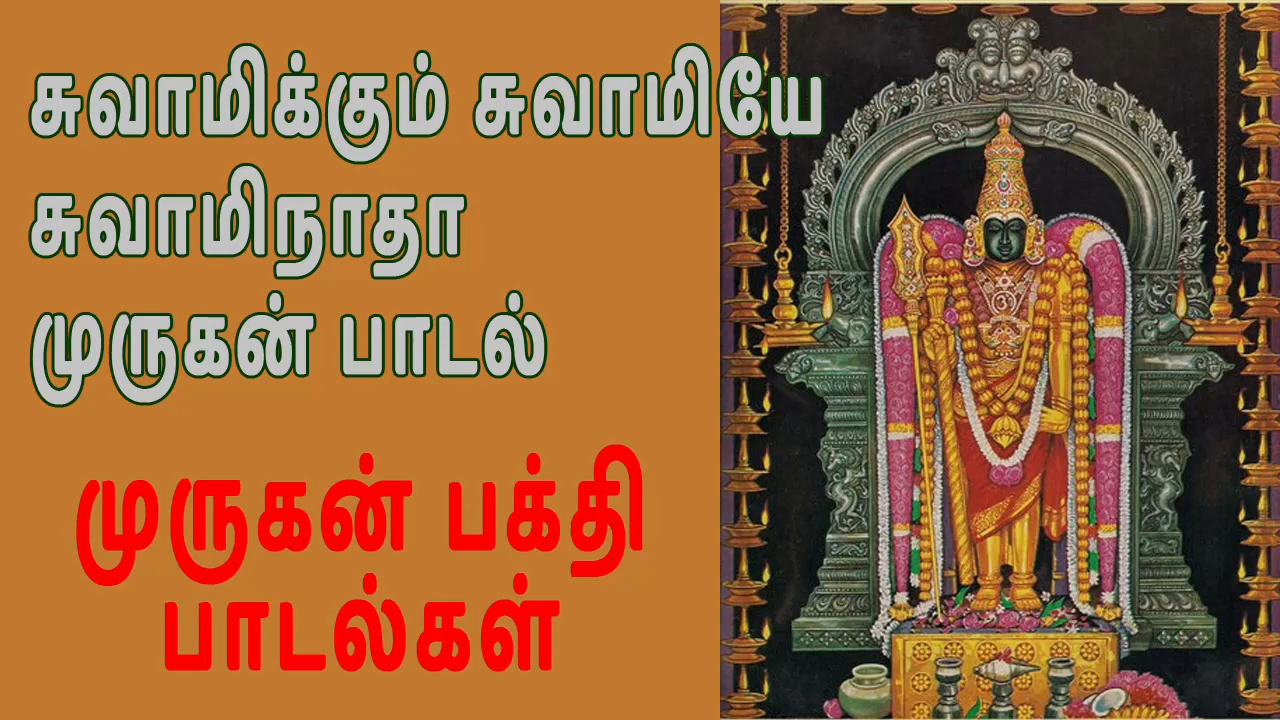 சுவாமிக்கும் சுவாமியே
சுவாமிநாதா
முருகன் பாடல்
முருகன் பக்தி
பாடல்கள்